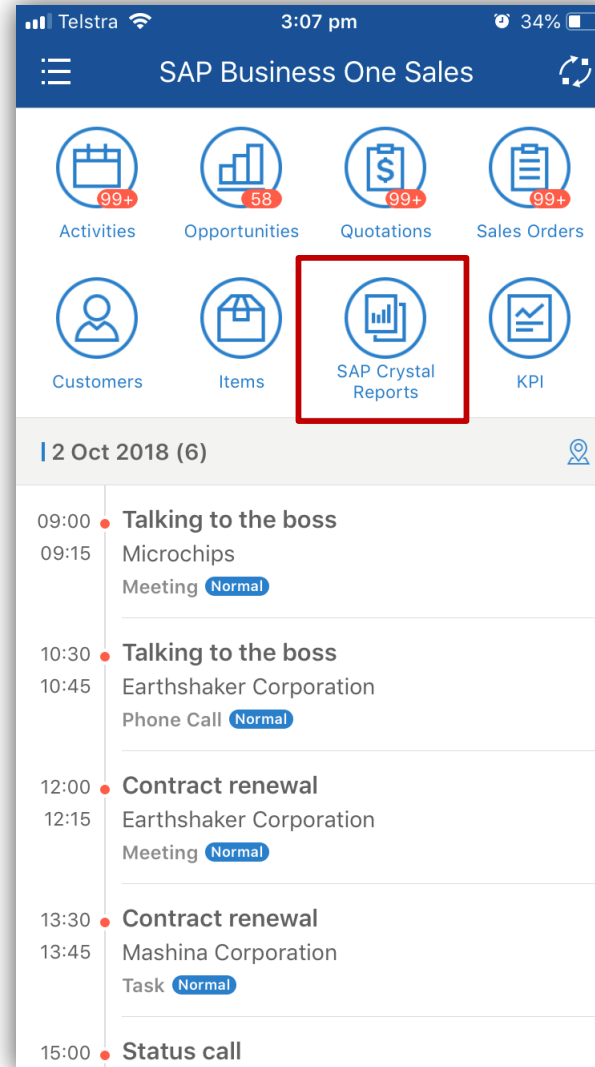 Telstra 3:07 pm 34%
SAP Business One Sales
99+ 58 99+ 99+
Activities Opportunities Quotations Sales Orders
Customers Items SAP Crystal Reports KPI
2 Oct 2018 (6)
09:00 Talking to the boss
09:15 Microchips
Meeting Normal
10:30 Talking to the boss
10:45 Earthshaker Corporation
Phone Call Normal
12:00 Contract renewal
12:15 Earthshaker Corporation
Meeting Normal
13:30 Contract renewal
13:45 Mashina Corporation
Task Normal
15:00 Status call